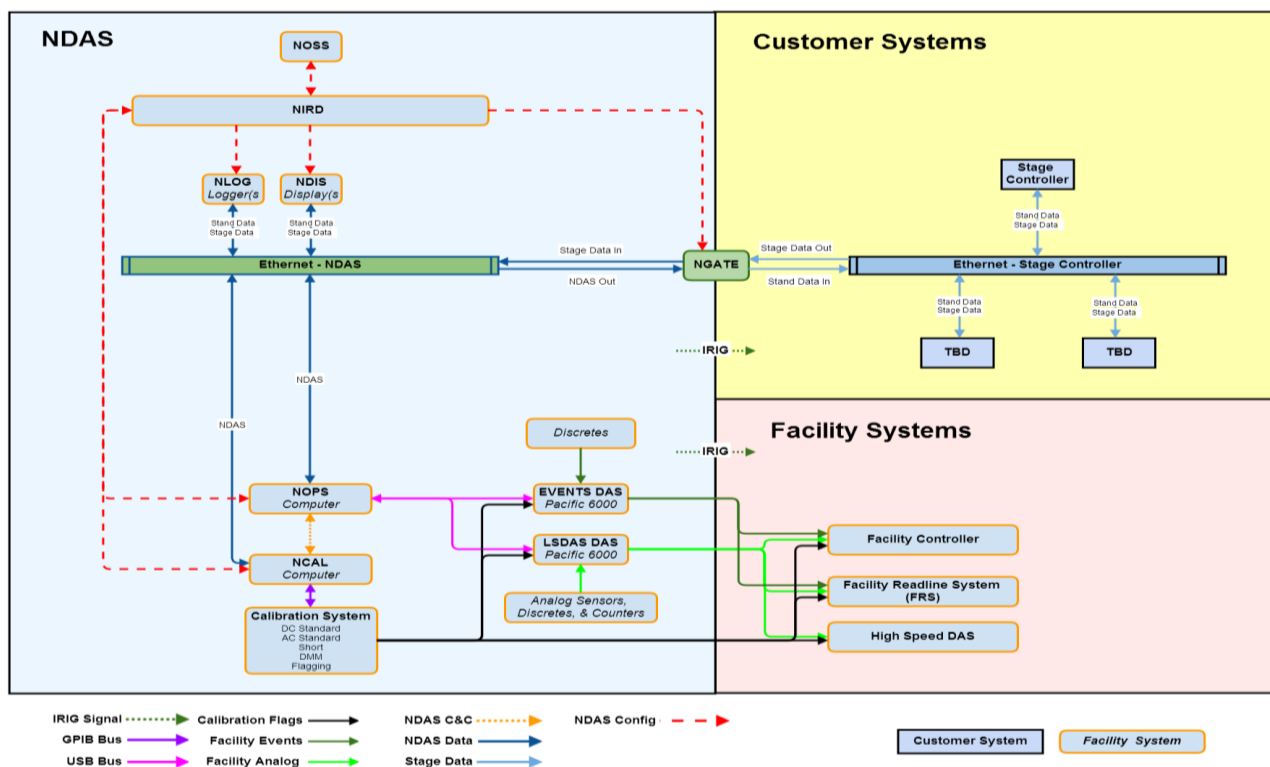 NDAS
Customer Systems
NOSS
NIRD
NLOG
Logger(s
NDIS
Display(s
Stage
Controller
Stand Data
Stage Data
Stand Data
Stage Data
Stand Data
Stage Data
Stage Data In
Stage Data Out
Ethernet - NDAS
NGATE
Ethernet - Stage Controller
NDAS Out
Stand Data In
Stand Data
Stage Data
Stand Data
Stage Data
IRIG
TBD
TBD
NDAS
NDAS
Facility Systems
Discretes
IRIG
NOPS
Computer
EVENTS DAS
Pacific 6000
LSDAS DAS
Pacific 6000
Facility Controller
NCAL
Computer
Facility Readline System
(FRS)
Analog Sensors,
Discretes, & Counters
Calibration System
DC Standard
AC Standard
Short
DMM
Flagging
High Speed DAS
IRIG Signal
Calibration Flags
NDAS C&C
NDAS Config
GPIB Bus
Facility Events
NDAS Data
USB Bus
Facility Analog
Stage Data
Customer System
Facility System